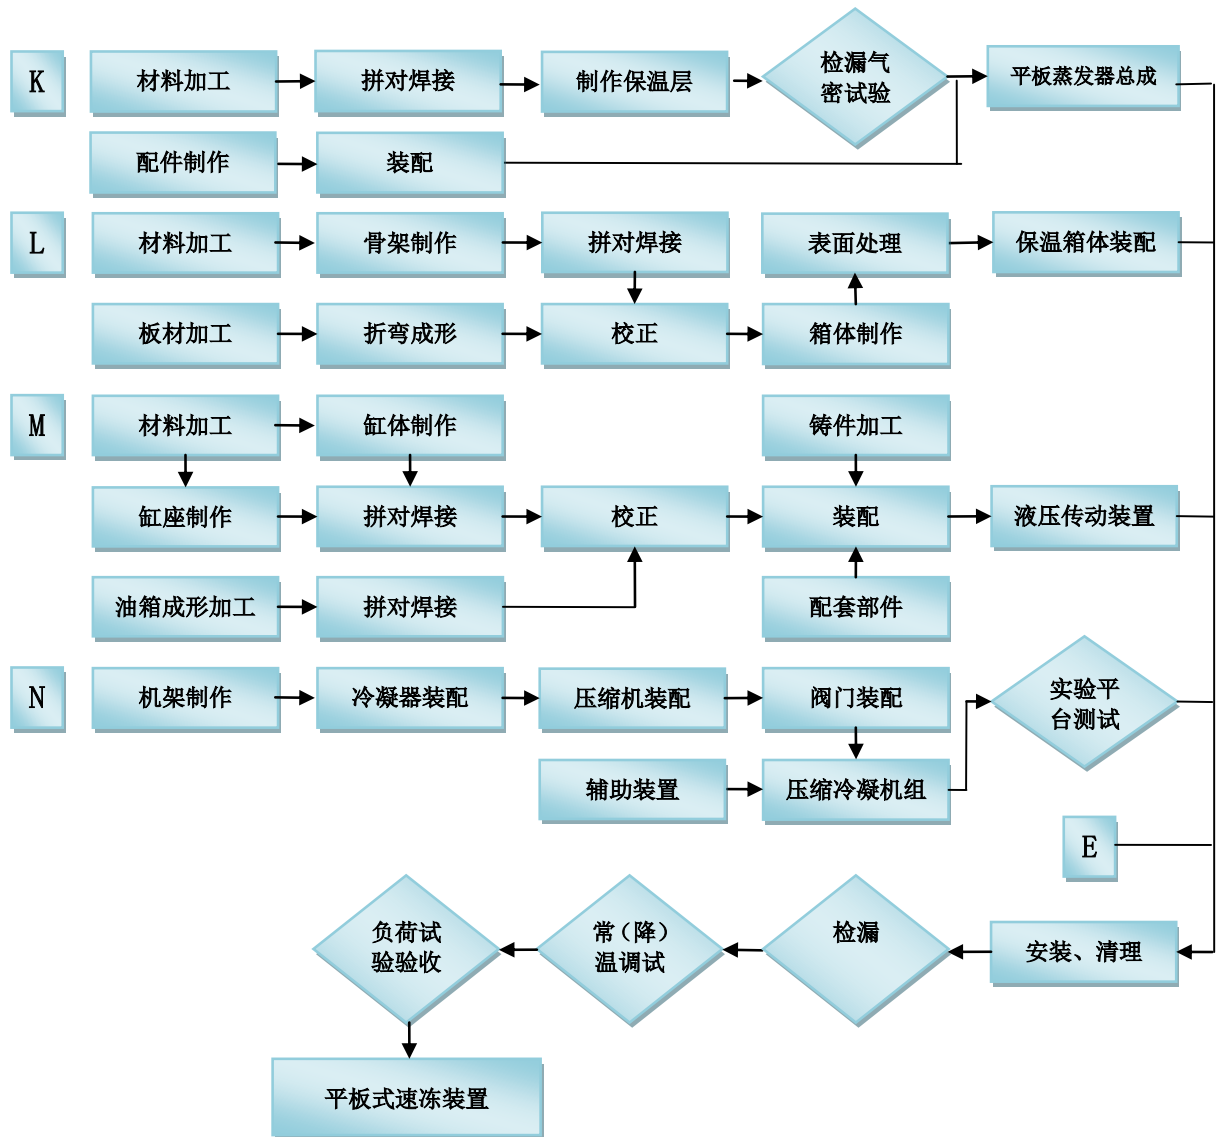 K
材料加工
拼对焊接
制作保温层
检漏气
密试验
平板蒸发器总成
配件制作
装配
L
材料加工
骨架制作
拼对焊接
表面处理
保温箱体装配
板材加工
折弯成形
校正
箱体制作
M
材料加工
缸体制作
铸件加工
缸座制作
拼对焊接
校正
装配
液压传动装置
油箱成形加工
拼对焊接
配套部件
N
机架制作
冷凝器装配
压缩机装配
阀门装配
实验平
台测试
辅助装置
压缩冷凝机组
E
负荷试
验验收
常（降）
温调试
检漏
安装、清理
平板式速冻装置